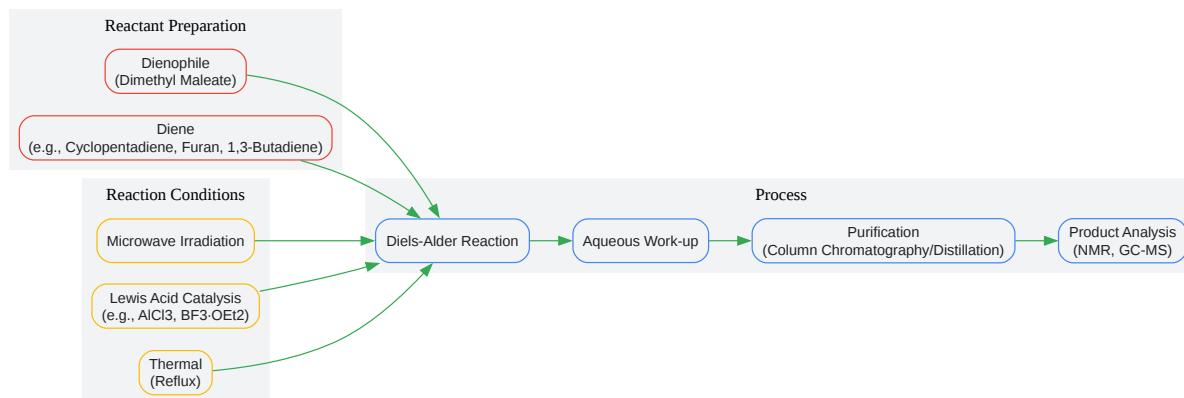 Reactant Preparation
Dienophile
(Dimethyl Maleate)
Diene
(e.g., Cyclopentadiene, Furan, 1,3-Butadiene)
Reaction Conditions
Microwave Irradiation
Lewis Acid Catalysis
(e.g., AlCl3, BF3·OEt2)
Thermal
(Reflux)
Process
Diels-Alder Reaction
Aqueous Work-up
Purification
(Column Chromatography/Distillation)
Product Analysis
(NMR, GC-MS)